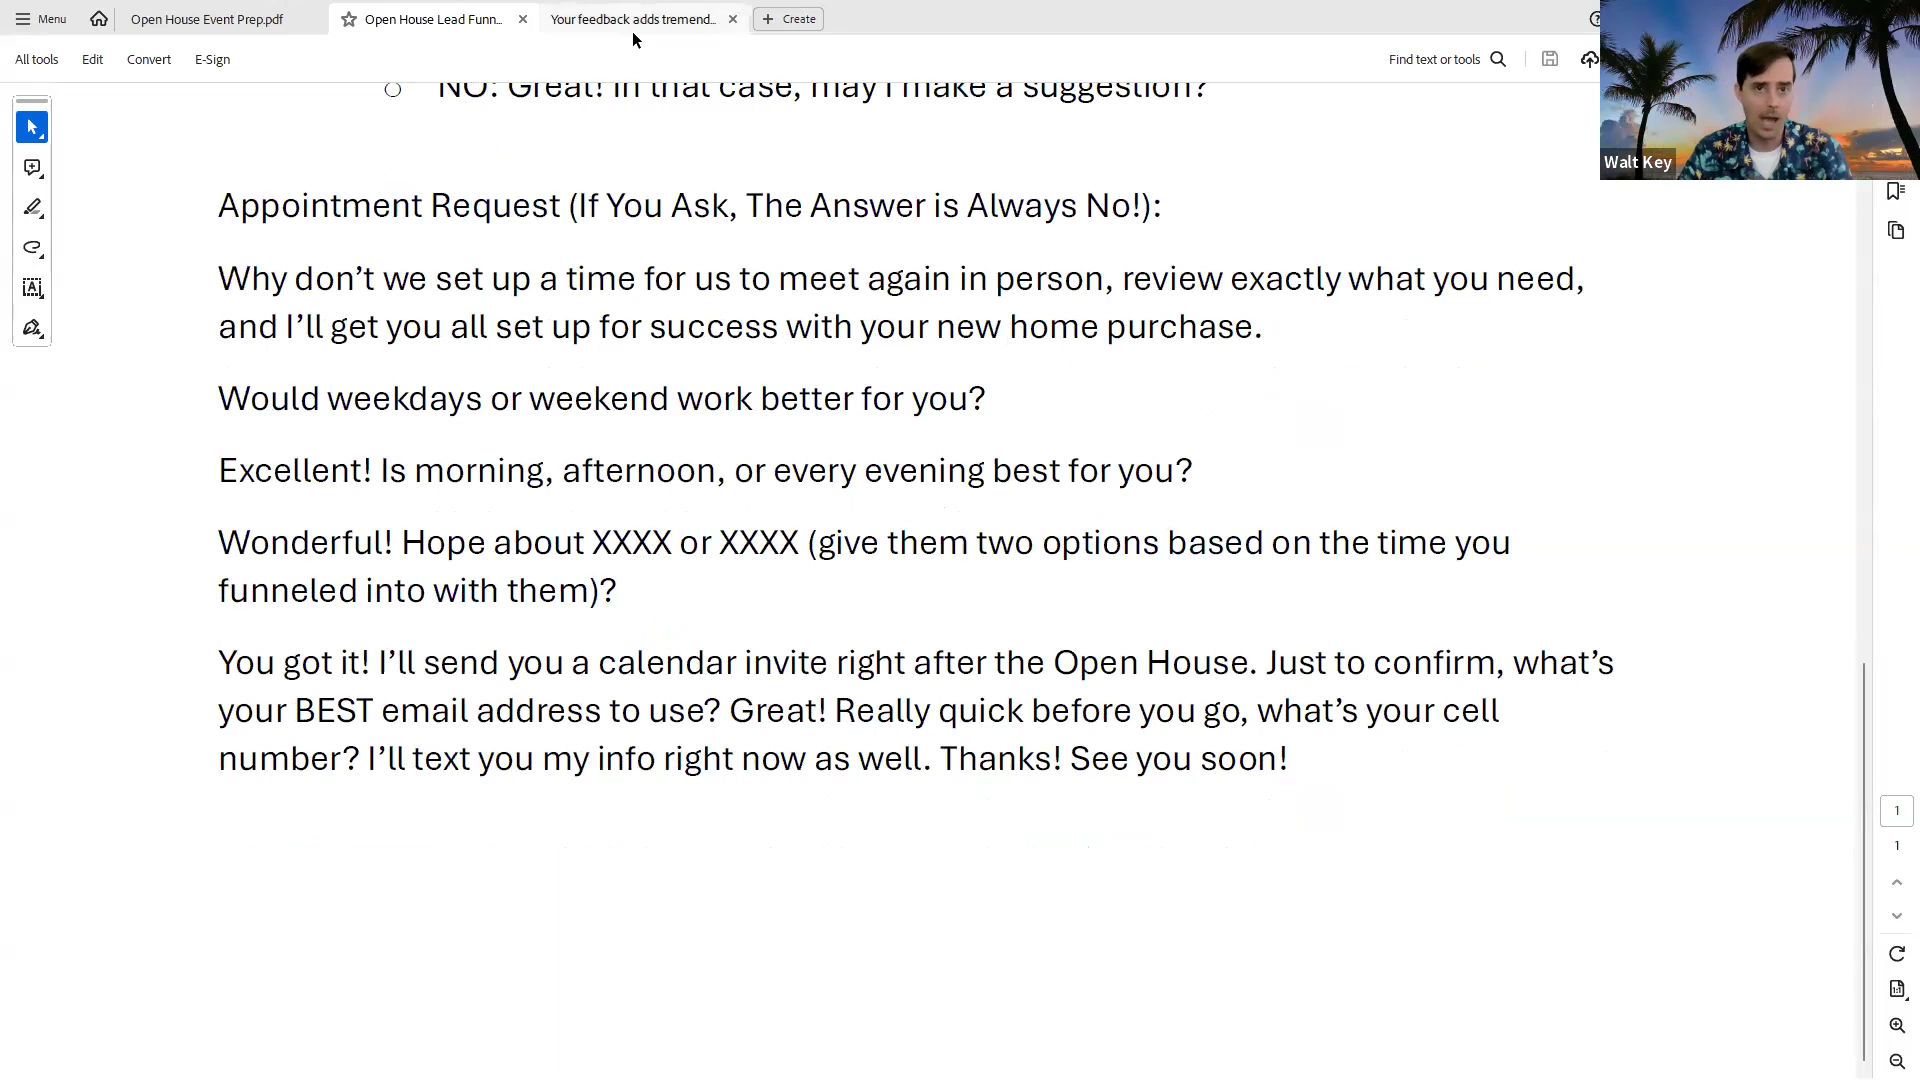 Menu
Open House Event Prep.pdf
Open House Lead Funn...
Your feedback adds tremend...
Create
All tools
Edit
Convert
E-Sign
Find text or tools
Walt Key
NO: Great! In that case, may I make a suggestion?
Appointment Request (If You Ask, The Answer is Always No!):
Why don’t we set up a time for us to meet again in person, review exactly what you need,
and I’ll get you all set up for success with your new home purchase.
Would weekdays or weekend work better for you?
Excellent! Is morning, afternoon, or every evening best for you?
Wonderful! Hope about XXXX or XXXX (give them two options based on the time you
funneled into with them)?
You got it! I’ll send you a calendar invite right after the Open House. Just to confirm, what’s
your BEST email address to use? Great! Really quick before you go, what’s your cell
number? I’ll text you my info right now as well. Thanks! See you soon!
1
1